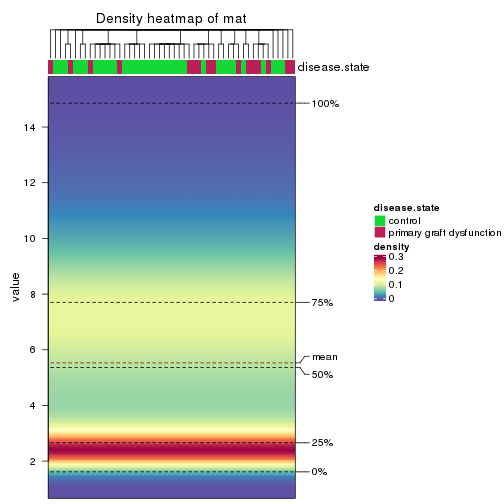 Density heatmap of mat
disease.state
value
14
12
10
8
6
4
2
100%
75%
mean
50%
25%
0%
disease.state
control
primary graft dysfunction
density
0.3
0.2
0.1
0